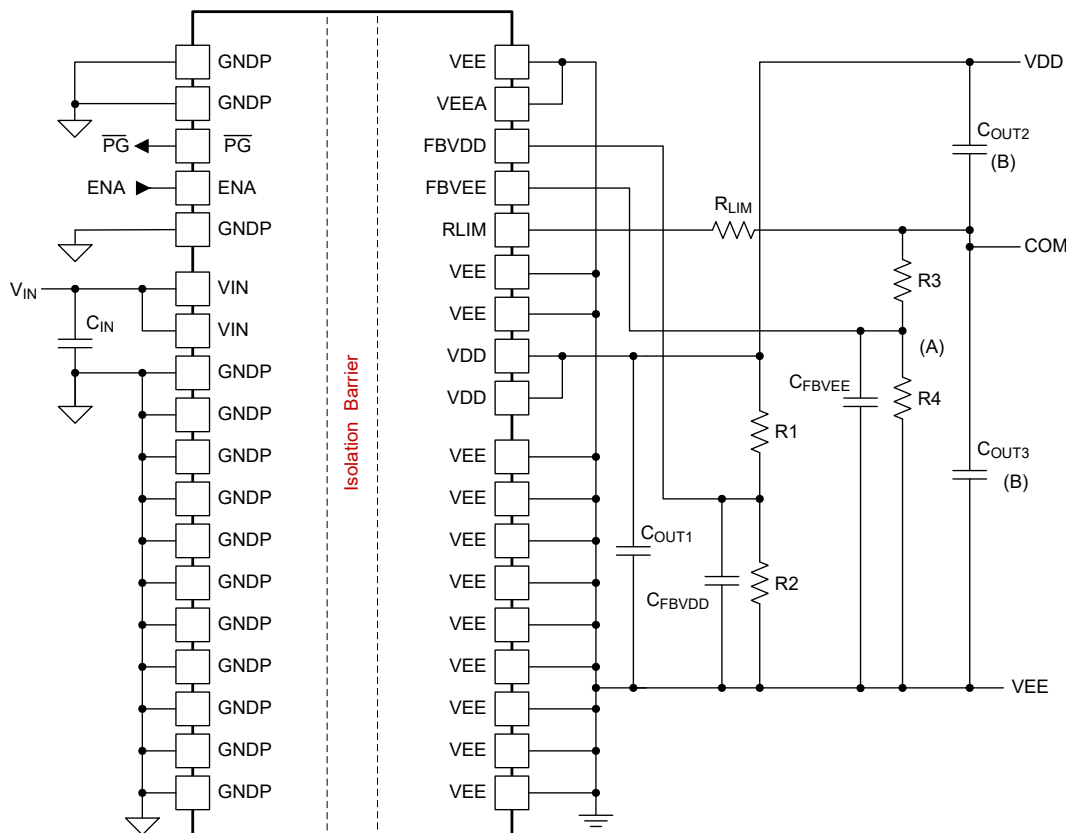 GNDP
VEE
VDD
GNDP
VEEA
COUT2
PG
PG
FBVDD
(B)
ENA
ENA
FBVEE
RLIM
GNDP
RLIM
COM
R3
VIN
VIN
VEE
CIN
VIN
VEE
(A)
GNDP
VDD
CFBVEE
R4
GNDP
VDD
R1
Isolation Barrier
GNDP
VEE
COUT3
(B)
GNDP
VEE
GNDP
VEE
COUT1
GNDP
VEE
CFBVDD
R2
GNDP
VEE
GNDP
VEE
VEE
GNDP
VEE
GNDP
VEE
GNDP
VEE